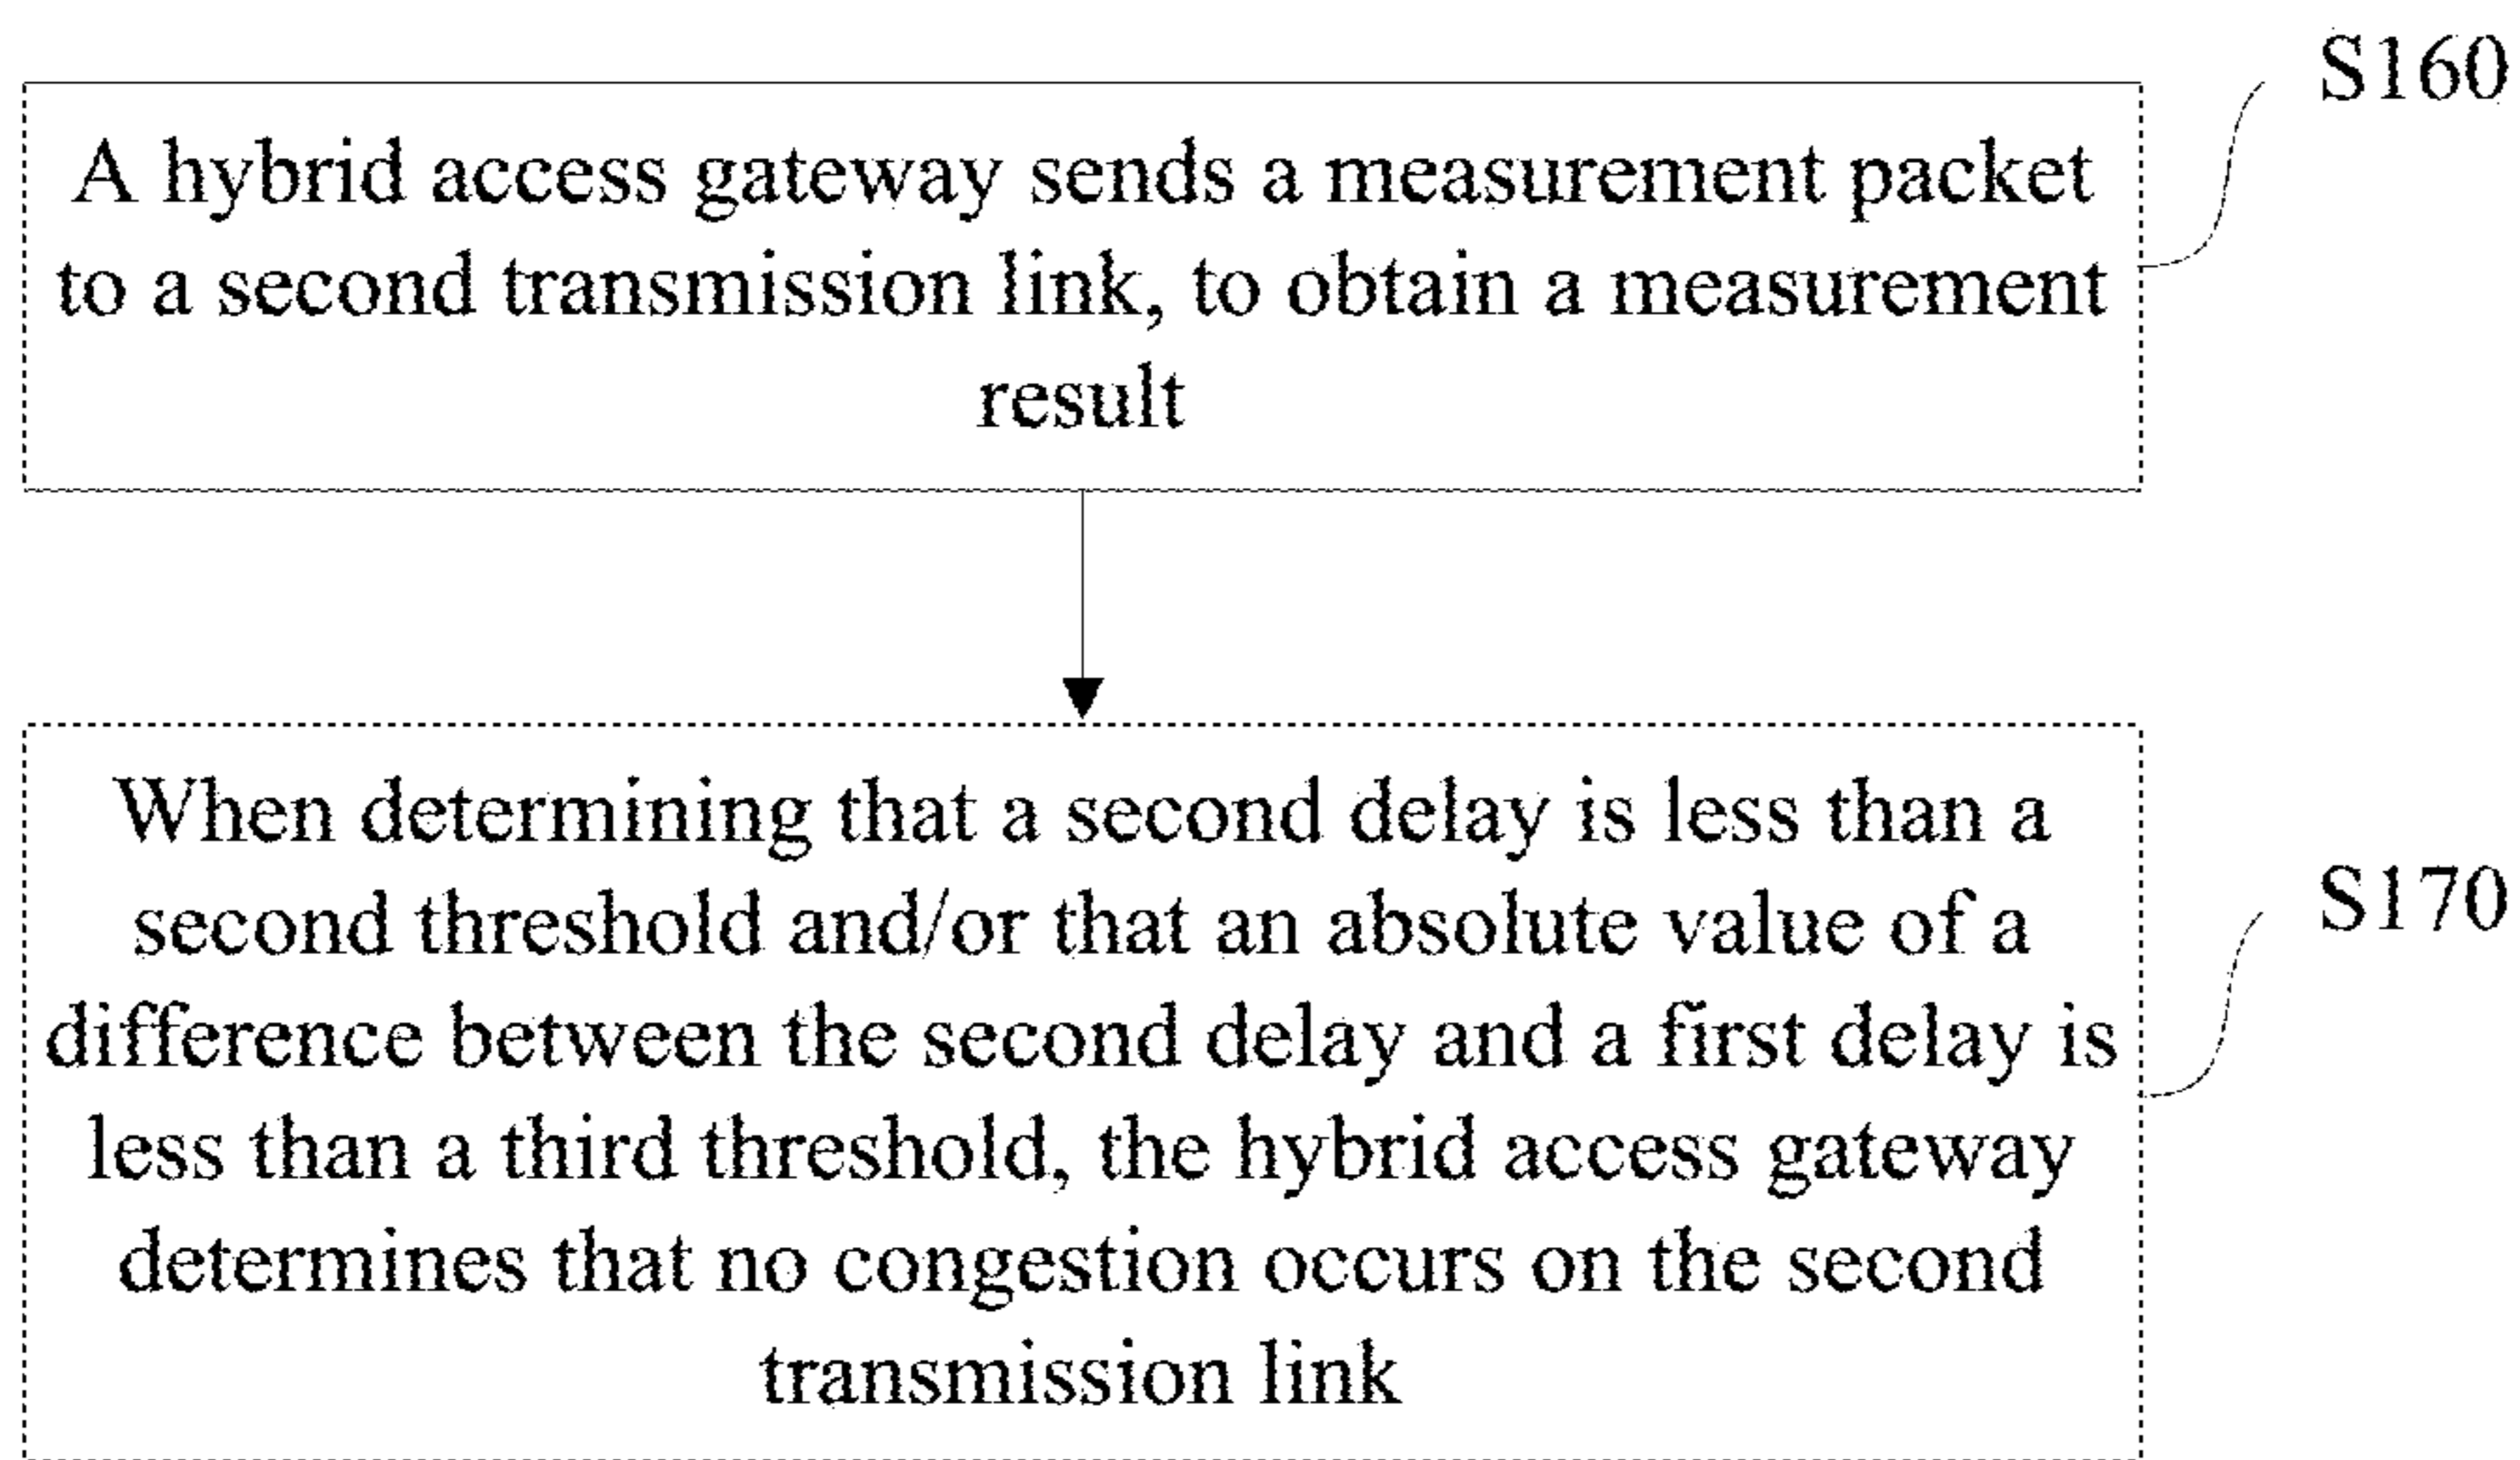 S160
A hybrid access gateway sends a measurement packet
to a second transmission link, to obtain a measurement
result
When determining that a second delay is less than a
second threshold and/or that an absolute value of a
S170
difference between the second delay and a first delay is
less than a third threshold, the hybrid access gateway
determines that no congestion occurs on the second
transmission link